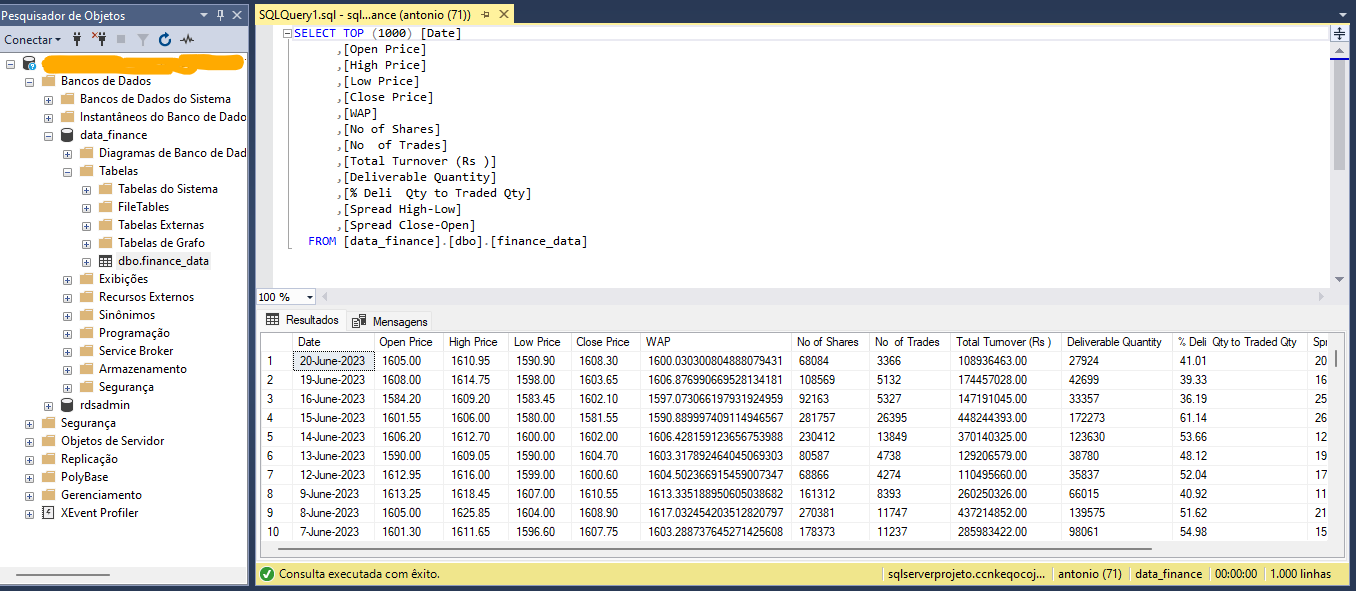 Pesquisador de Objetos
Conectar
Bancos de Dados
Bancos de Dados do Sistema
Instantâneos do Banco de Dado
data_finance
Diagramas de Banco de Dad
Tabelas
Tabelas do Sistema
FileTables
Tabelas Externas
Tabelas de Grafo
dbo.finance_data
Exibições
Recursos Externos
Sinônimos
Programação
Service Broker
Armazenamento
Segurança
rdsadmin
Segurança
Objetos de Servidor
Replicação
PolyBase
Gerenciamento
XEvent Profiler
SQLQuery1.sql - sql...ance (antonio (71))
SELECT TOP (1000) [Date]
,[Open Price]
,[High Price]
,[Low Price]
,[Close Price]
,[WAP]
,[No of Shares]
,[No  of Trades]
,[Total Turnover (Rs )]
,[Deliverable Quantity]
,[% Deli  Qty to Traded Qty]
,[Spread High-Low]
,[Spread Close-Open]
FROM [data_finance].[dbo].[finance_data]
100 %
Resultados Mensagens
Date Open Price High Price Low Price Close Price WAP No of Shares No  of Trades Total Turnover (Rs ) Deliverable Quantity % Deli  Qty to Traded Qty Spr
1 20-June-2023 1605.00 1610.95 1590.90 1608.30 1600.030300804888079431 68084 3366 108936463.00 27924 41.01 20
2 19-June-2023 1608.00 1614.75 1598.00 1603.65 1606.876990669528134181 108569 5132 174457028.00 42699 39.33 16
3 16-June-2023 1584.20 1609.20 1583.45 1602.10 1597.073066197931924959 92163 5327 147191045.00 33357 36.19 25
4 15-June-2023 1601.55 1606.00 1580.00 1581.55 1590.889997409114946567 281757 26395 448244393.00 172273 61.14 26
5 14-June-2023 1606.20 1612.70 1600.00 1602.00 1606.428159123656753988 230412 13849 370140325.00 123630 53.66 12
6 13-June-2023 1590.00 1609.05 1590.00 1604.70 1603.317892464045069303 80587 4738 129206579.00 38780 48.12 19
7 12-June-2023 1612.95 1616.00 1599.00 1600.60 1604.502366915459007347 68866 4274 110495660.00 35837 52.04 17
8 9-June-2023 1613.25 1618.45 1607.00 1610.55 1613.335188950605038682 161312 8393 260250326.00 66015 40.92 11
9 8-June-2023 1605.00 1625.85 1604.00 1608.90 1617.032454203512820797 270381 11747 437214852.00 139575 51.62 21
10 7-June-2023 1601.30 1611.65 1596.60 1607.75 1603.288737645271425608 178373 11237 285983422.00 98061 54.98 15
Consulta executada com êxito. sqlserverprojeto.ccnkeqocoj... antonio (71) data_finance 00:00:00 1.000 linhas